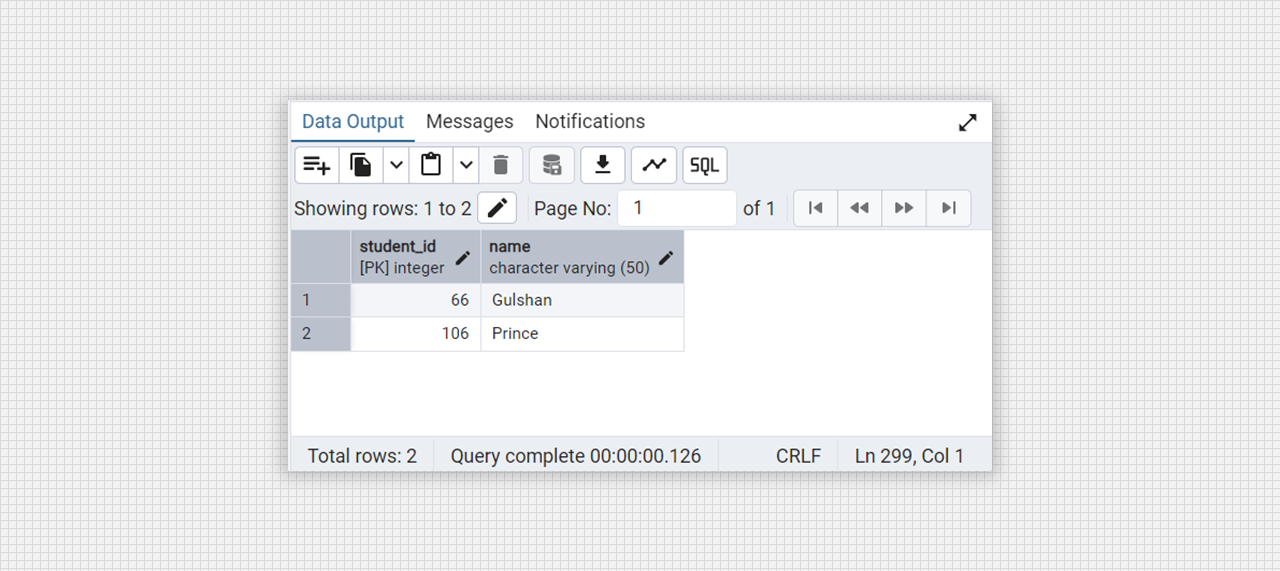 Data Output Messages Notifications
SQL
Showing rows: 1 to 2 Page No: 1 of 1
student_id name
[PK] integer character varying (50)
1 66 Gulshan
2 106 Prince
Total rows: 2 Query complete 00:00:00.126 CRLF Ln 299, Col 1